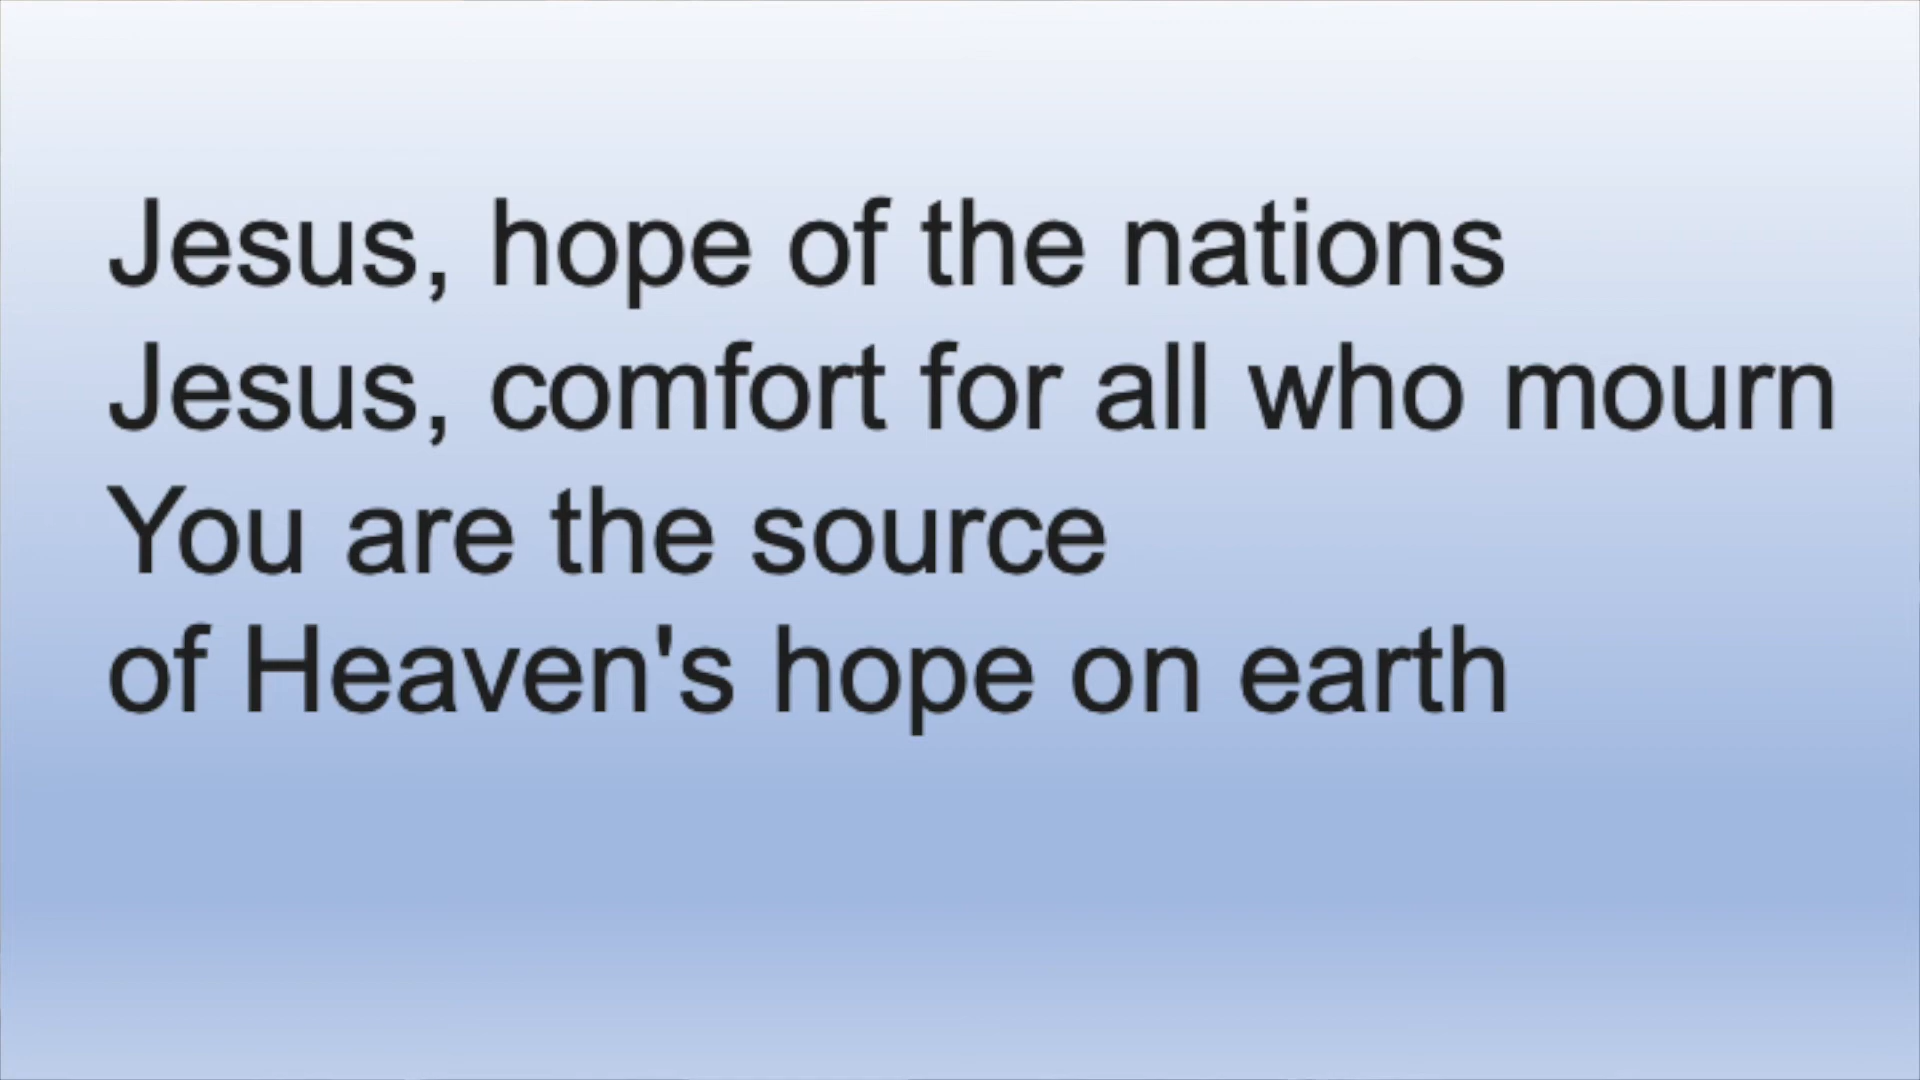 Jesus, hope of the nations
Jesus, comfort for all who mourn
You are the source
of Heaven's hope on earth